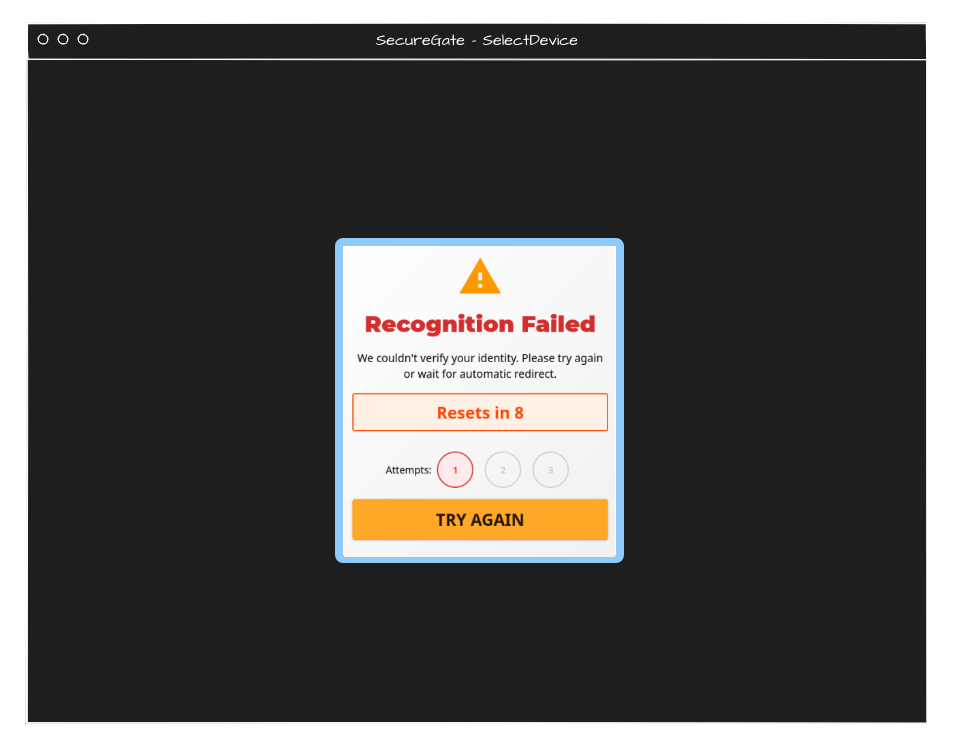 SecureGate - SelectDevice
Recognition Failed
We couldn't verify your identity. Please try again
or wait for automatic redirect.
Resets in 8
Attempts: 1 2 3
TRY AGAIN